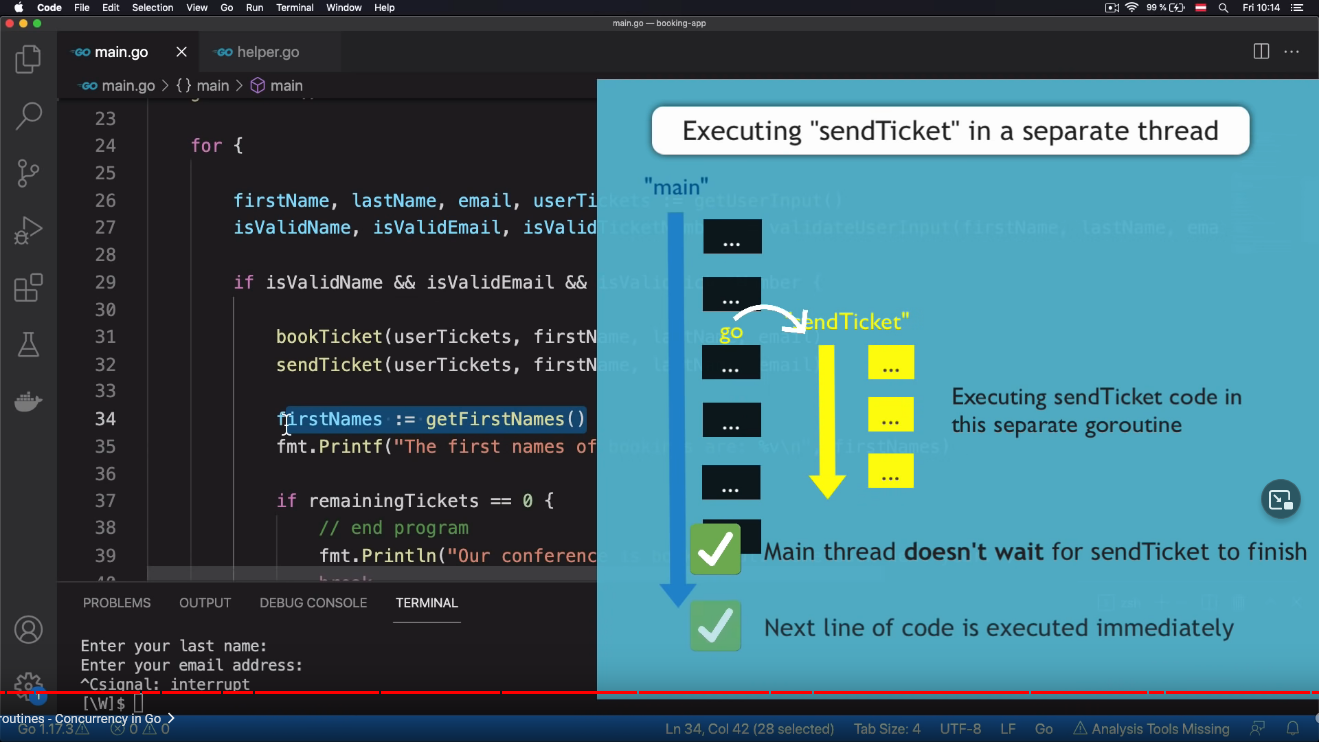 Code File Edit Selection View Go Run Terminal Window Help 99 % Fri 10:14
main.go — booking-app
main.go helper.go
main.go > {} main > main
23
24 for {
25
26 firstName, lastName, email, userTickets := getUserInput()
27 isValidName, isValidEmail, isValidTicketNumber := validateUserInput(firstName, lastName, ema
28
29 if isValidName && isValidEmail && isValidTicketNumber {
30
31 bookTicket(userTickets, firstName, lastName, email)
32 sendTicket(userTickets, firstName, lastName, email)
33
34 firstNames := getFirstNames()
35 fmt.Printf("The first names of bookings are: %v\n", firstNames)
36
37 if remainingTickets == 0 {
38 // end program
39 fmt.Println("Our conference is
break
Executing "sendTicket" in a separate thread
"main"
...
...
go "sendTicket"
... ...
... ...
... ...
Executing sendTicket code in
this separate goroutine
Main thread doesn't wait for sendTicket to finish
Next line of code is executed immediately
PROBLEMS OUTPUT DEBUG CONSOLE TERMINAL
Enter your last name:
Enter your email address:
^Csignal: interrupt
[\W]$
routines - Concurrency in Go >
Go 1.17.3 0 0 Ln 34, Col 42 (28 selected) Tab Size: 4 UTF-8 LF Go Analysis Tools Missing
1